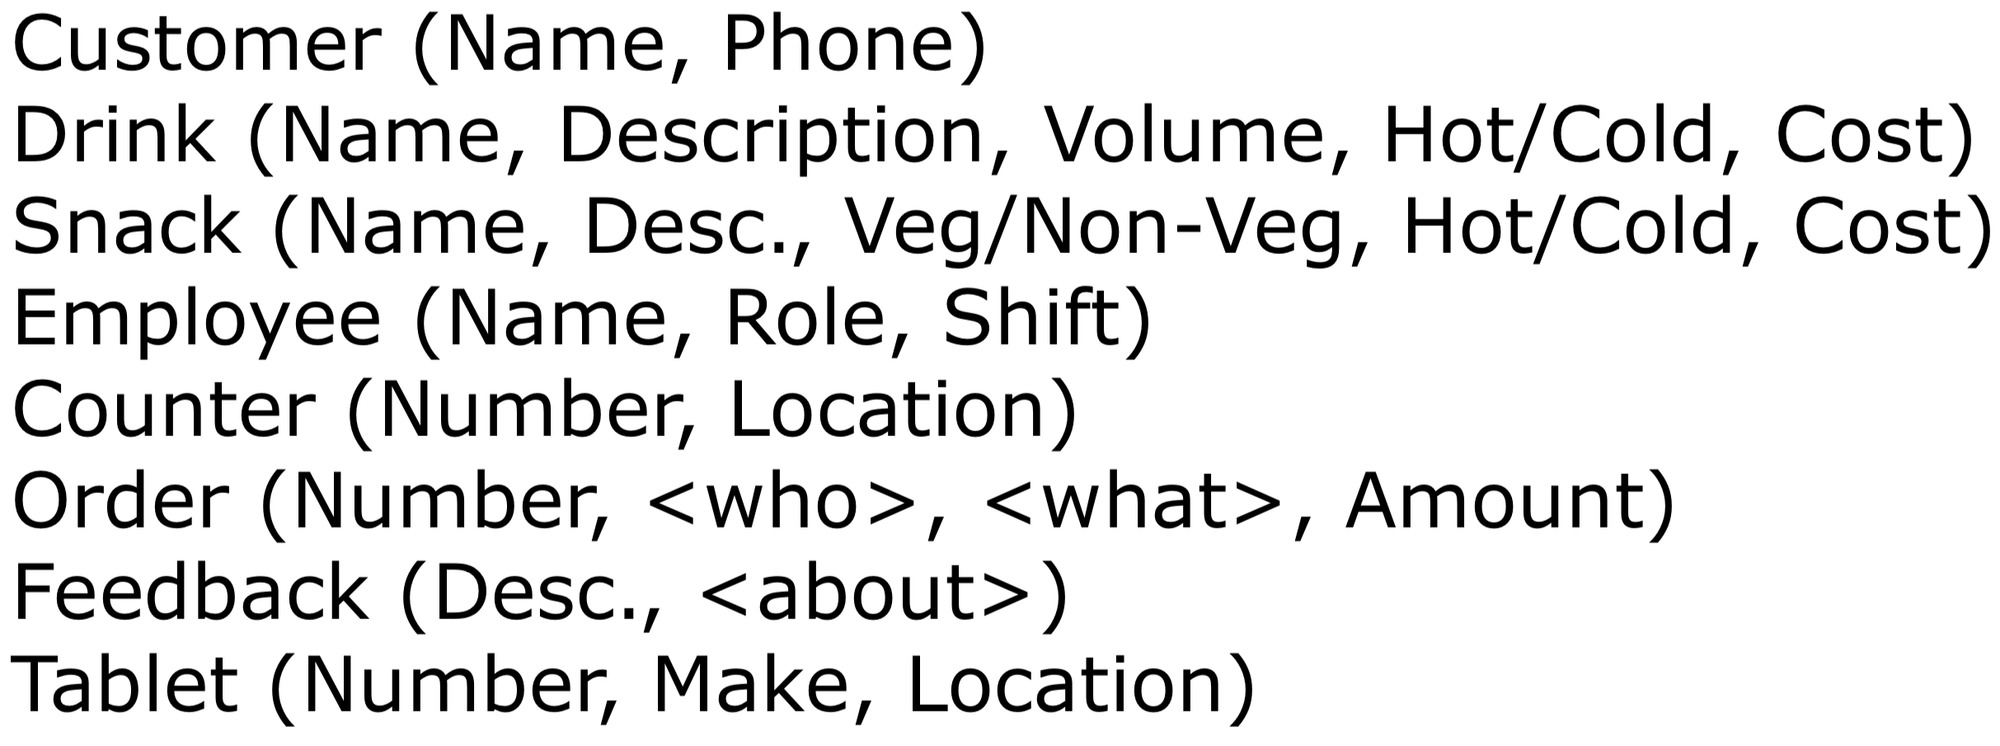 Customer (Name, Phone)
Drink (Name, Description, Volume, Hot/Cold, Cost)
Snack (Name, Desc., Veg/Non-Veg, Hot/Cold, Cost)
Employee (Name, Role, Shift)
Counter (Number, Location)
Order (Number, <who>, <what>, Amount)
Feedback (Desc., <about>)
Tablet (Number, Make, Location)